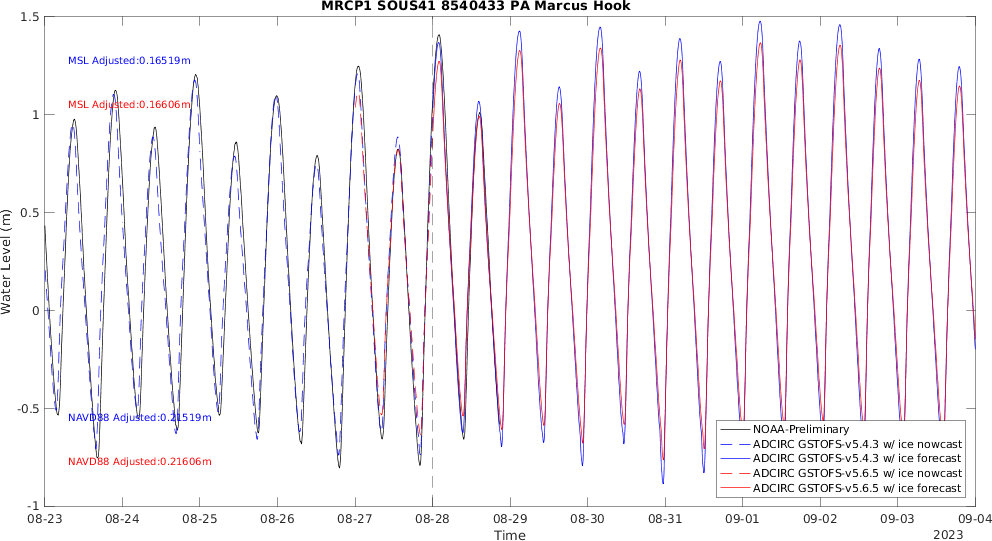 MRCP1 SOUS41 8540433 PA Marcus Hook
1.5
1
0.5
0
-0.5
-1
Water Level (m)
MSL Adjusted:0.16519m
MSL Adjusted:0.16606m
NAVD88 Adjusted:0.21519m
NAVD88 Adjusted:0.21606m
NOAA-Preliminary
ADCIRC GSTOFS-v5.4.3 w/ ice nowcast
ADCIRC GSTOFS-v5.4.3 w/ ice forecast
ADCIRC GSTOFS-v5.6.5 w/ ice nowcast
ADCIRC GSTOFS-v5.6.5 w/ ice forecast
08-23 08-24 08-25 08-26 08-27 08-28 08-29 08-30 08-31 09-01 09-02 09-03 09-04
Time
2023